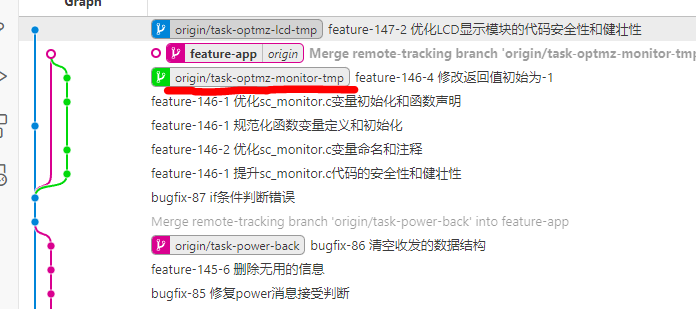 Graph
origin/task-optmz-lcd-tmp feature-147-2 优化LCD显示模块的代码安全性和健壮性
feature-app origin Merge remote-tracking branch 'origin/task-optmz-monitor-tmp
origin/task-optmz-monitor-tmp feature-146-4 修改返回值初始为-1
feature-146-1 优化sc_monitor.c变量初始化和函数声明
feature-146-1 规范化函数变量定义和初始化
feature-146-2 优化sc_monitor.c变量命名和注释
feature-146-1 提升sc_monitor.c代码的安全性和健壮性
bugfix-87 if条件判断错误
Merge remote-tracking branch 'origin/task-power-back' into feature-app
origin/task-power-back bugfix-86 清空收发的数据结构
feature-145-6 删除无用的信息
bugfix-85 修复power消息接受判断